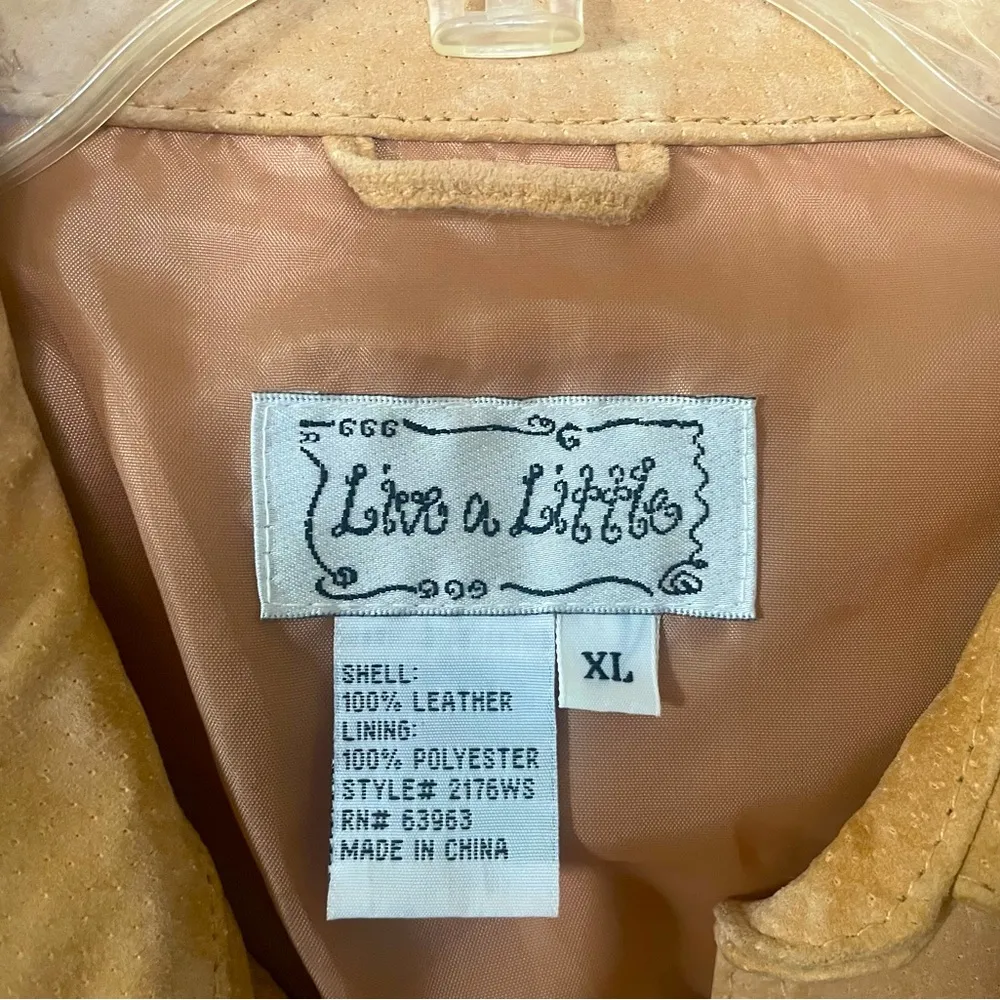 Live a Little
XL
SHELL:
100% LEATHER
LINING:
100% POLYESTER
STYLE# 2176WS
RN# 63963
MADE IN CHINA